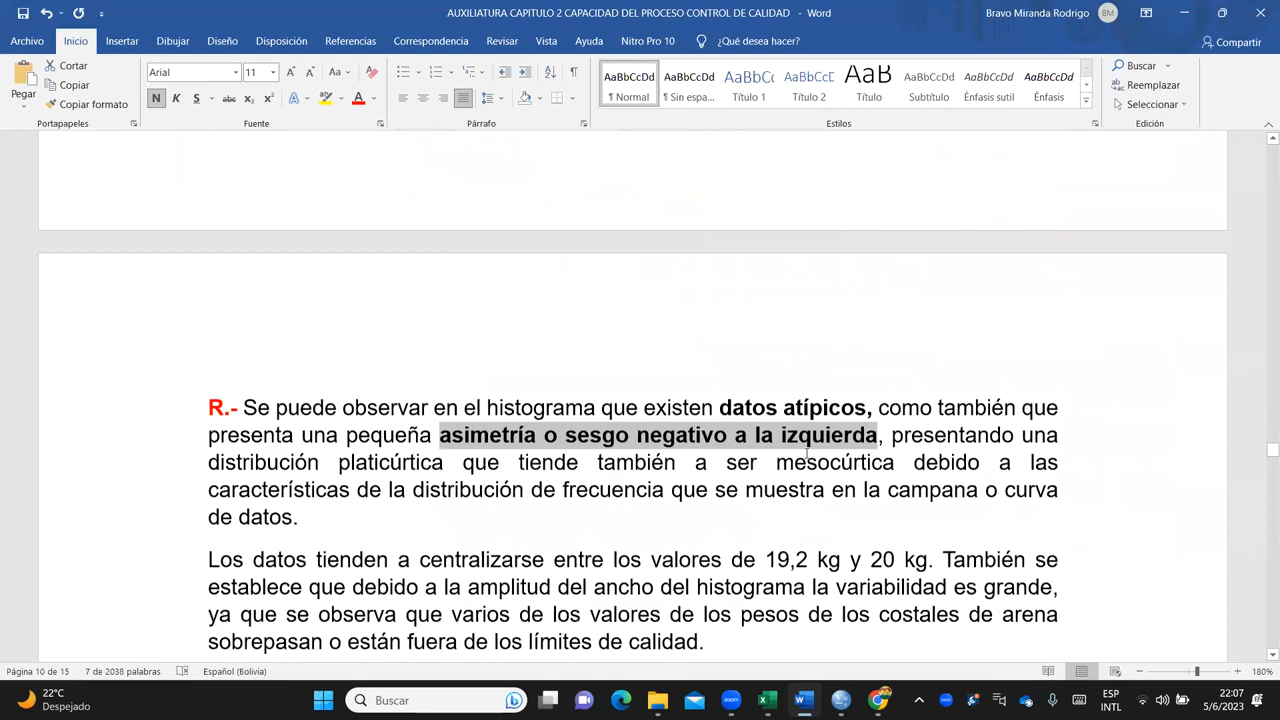 AUXILIATURA CAPITULO 2 CAPACIDAD DEL PROCESO CONTROL DE CALIDAD - Word
Bravo Miranda Rodrigo
BM
Archivo Inicio Insertar Dibujar Diseño Disposición Referencias Correspondencia Revisar Vista Ayuda Nitro Pro 10 ¿Qué desea hacer? Compartir
Pegar
Cortar
Copiar
Copiar formato
Arial 11 Aa
N K S abc x₂ x² A A
AaBbCcDd AaBbCcDd AaBbCc AaBbCcD AaB AaBbCcDd AaBbCcDd AaBbCcDd
¶ Normal ¶ Sin espa... Título 1 Título 2 Título Subtítulo Énfasis sutil Énfasis
Buscar
Reemplazar
Seleccionar
Portapapeles Fuente Párrafo Estilos Edición
R.- Se puede observar en el histograma que existen datos atípicos, como también que
presenta una pequeña asimetría o sesgo negativo a la izquierda, presentando una
distribución platicúrtica que tiende también a ser mesocúrtica debido a las
características de la distribución de frecuencia que se muestra en la campana o curva
de datos.
Los datos tienden a centralizarse entre los valores de 19,2 kg y 20 kg. También se
establece que debido a la amplitud del ancho del histograma la variabilidad es grande,
ya que se observa que varios de los valores de los pesos de los costales de arena
sobrepasan o están fuera de los límites de calidad.
Página 10 de 15 7 de 2038 palabras Español (Bolivia) 180%
22°C
Despejado
Buscar
ESP
INTL
22:07
5/6/2023